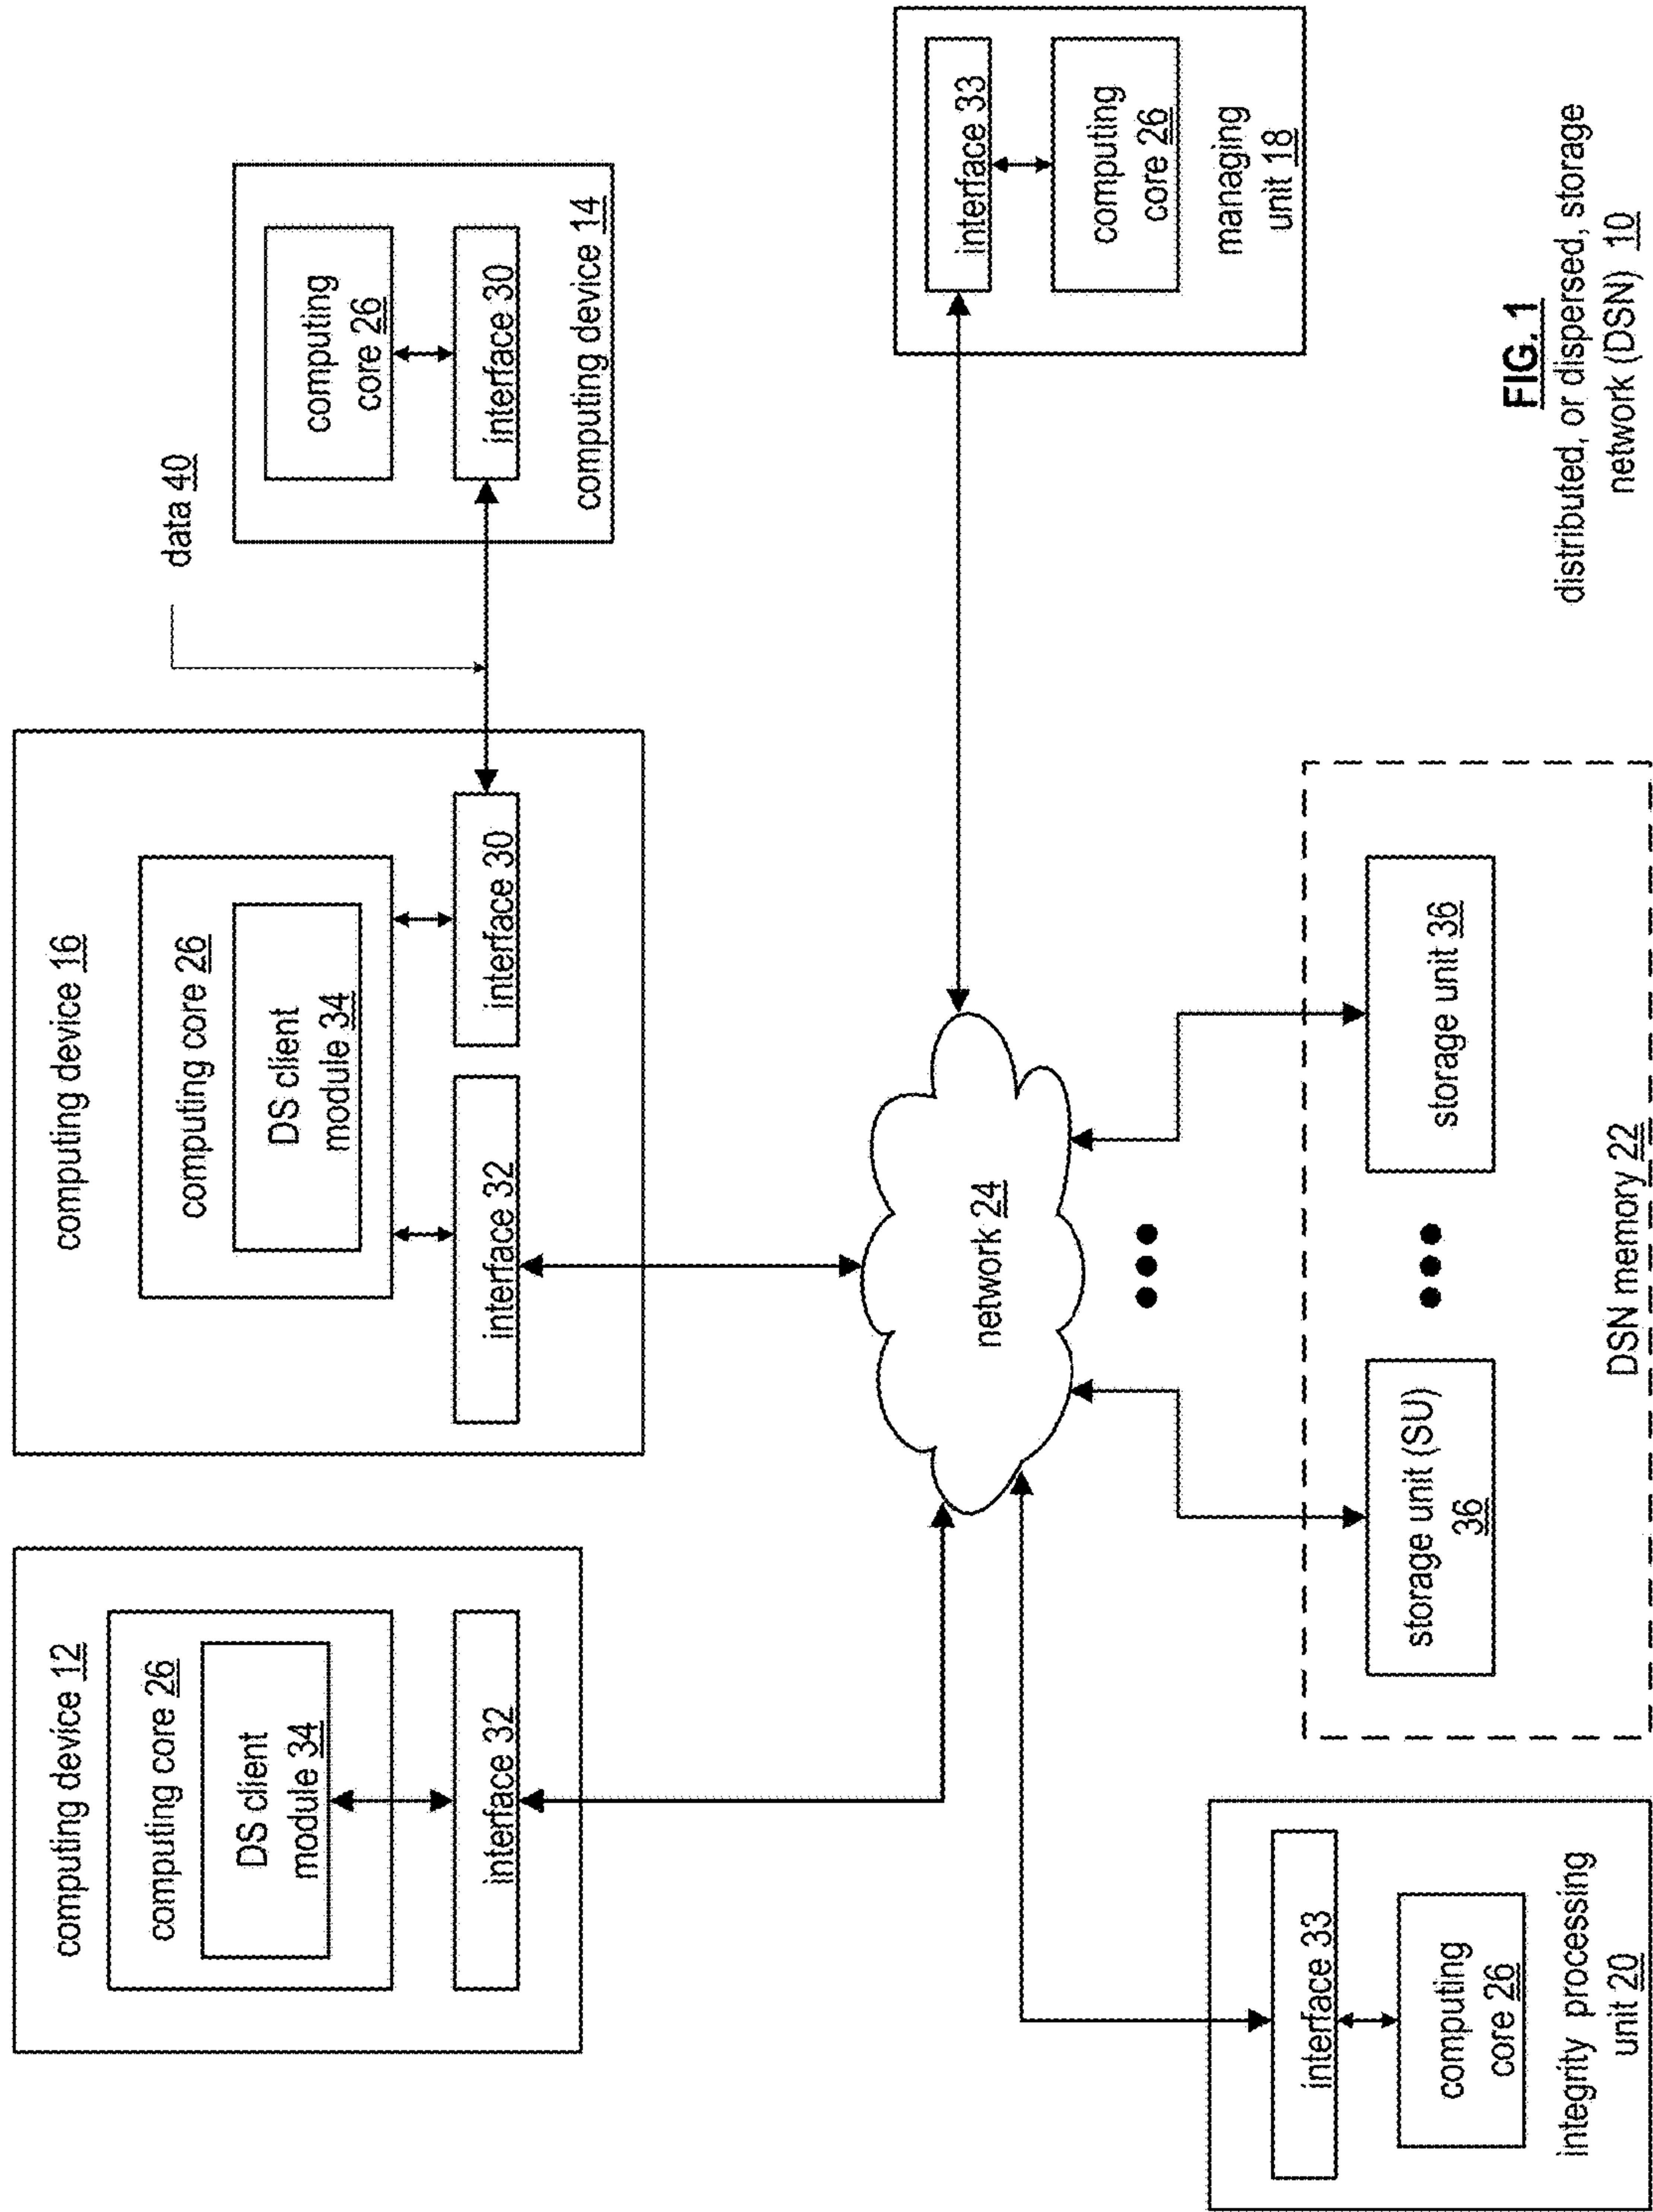 computing device 12
computing core 26
DS client
module 34
interface 32
computing device 16
computing core 26
DS client
module 34
interface 32
interface 30
data 40
computing
core 26
interface 30
computing device 14
network 24
interface 33
computing
core 26
managing
unit 18
interface 33
computing
core 26
integrity processing
unit 20
storage unit (SU)
36
storage unit 36
DSN memory 22
FIG. 1
distributed, or dispersed, storage
network (DSN) 10